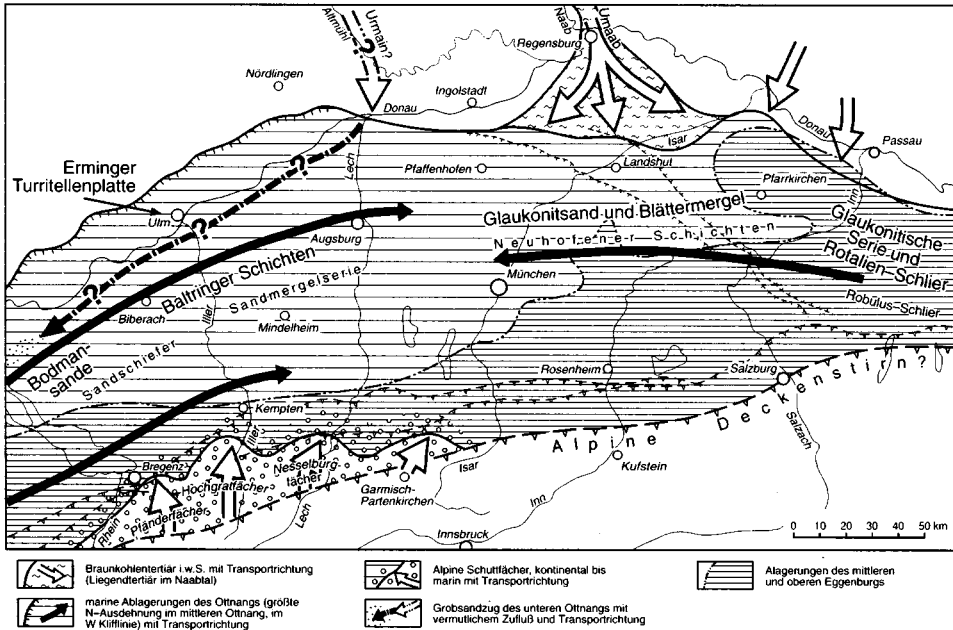 Altmühl
Urmain?
?
Naab
Urnaab
Regensburg
Nördlingen
Ingolstadt
Donau
Donau
Passau
Isar
Landshut
Lech
Pfaffenhofen
Pfarrkirchen
Inn
Erminger
Turritellenplatte
?
Ulm
?
Augsburg
Glaukonitsand und Blättermergel
Neuhofener Schichten
Glaukonitische
Serie und
Rotalien-Schlier
München
Robulus-Schlier
Baltringer Schichten
Sandmergelserie
?
Biberach
Iller
Mindelheim
Bodman-
sande
Sandschiefer
Rosenheim
Salzburg
Kempten
Iller
Alpine Deckenstirn?
Salzach
Bregenz
Hochgratfächer
Nesselburg-
fächer
Isar
Kufstein
Pfänderfächer
Garmisch-
Partenkirchen
Rhein
Lech
Inn
Innsbruck
0 10 20 30 40 50 km
Braunkohlentertiär i.w.S. mit Transportrichtung
(Liegendtertiär im Naabtal)
marine Ablagerungen des Ottnangs (größte
N-Ausdehnung im mittleren Ottnang, im
W Klifflinie) mit Transportrichtung
Alpine Schuttfächer, kontinental bis
marin mit Transportrichtung
Grobsandzug des unteren Ottnangs mit
vermutlichem Zufluß und Transportrichtung
Alagerungen des mittleren
und oberen Eggenburgs